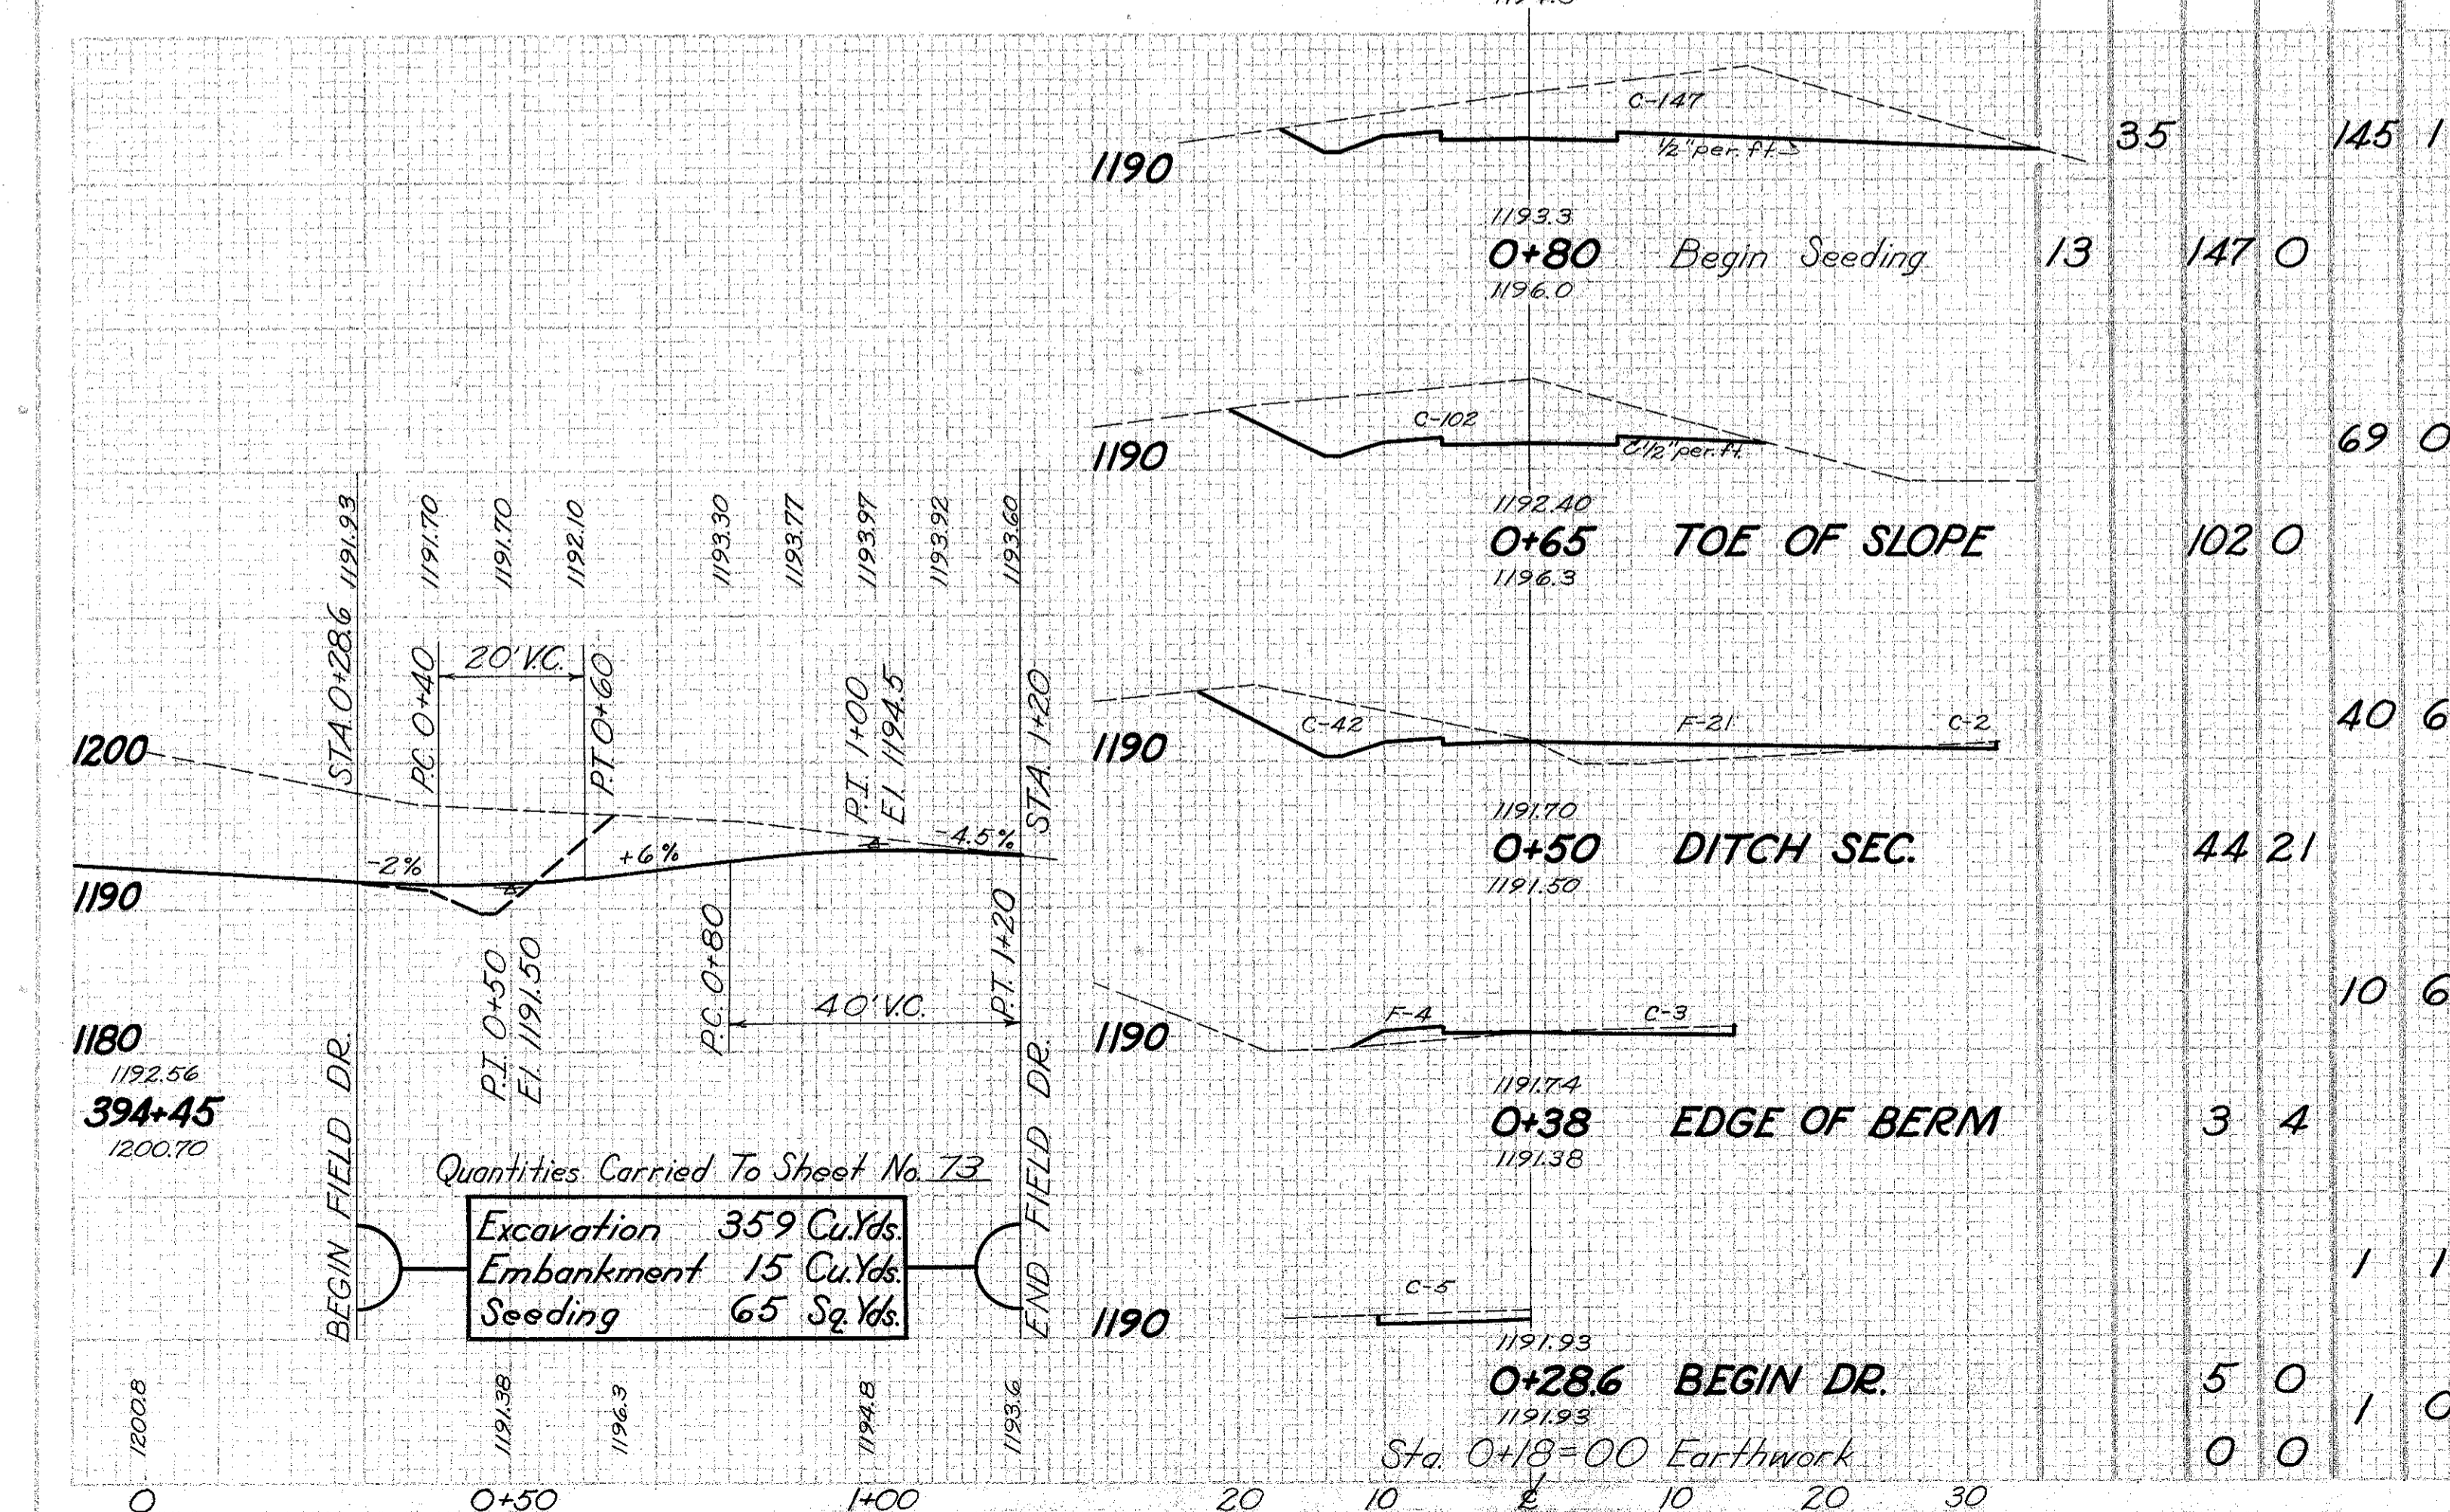 1190
C-147
1/2" per. ft.
35
145 1
1193.3
0+80 Begin Seeding 13 147 0
1196.0
1190
C-102
1/2" per. ft.
69 0
1192.40
0+65 TOE OF SLOPE 102 0
1196.3
1190
C-42
F-21
C-2
40 6
1191.70
0+50 DITCH SEC. 44 21
1191.50
1190
F-4
C-3
10 6
1191.74
0+38 EDGE OF BERM 3 4
1191.38
1190
C-5
1 1
1191.93
0+28.6 BEGIN DR. 5 0
1191.93
1 0
Sta. 0+18=00 Earthwork 0 0
20 10 ℄ 10 20 30
STA. 0+28.6 1191.93
1191.70
1191.70
1192.10
1193.30
1193.77
1193.97
1193.92
1193.60
P.C. 0+40
20' V.C.
P.T. 0+60
P.I. 1+00
El. 1194.5
STA. 1+20
1200
-2%
+6%
-4.5%
1190
P.I. 0+50
El. 1191.50
P.C. 0+80
40' V.C.
P.T. 1+20
1180
1192.56
394+45
1200.70
BEGIN FIELD DR.
END FIELD DR.
Quantities Carried To Sheet No. 73
Excavation 359 Cu.Yds.
Embankment 15 Cu.Yds.
Seeding 65 Sq.Yds.
1200.8
1191.38
1196.3
1194.8
1193.6
0 0+50 1+00